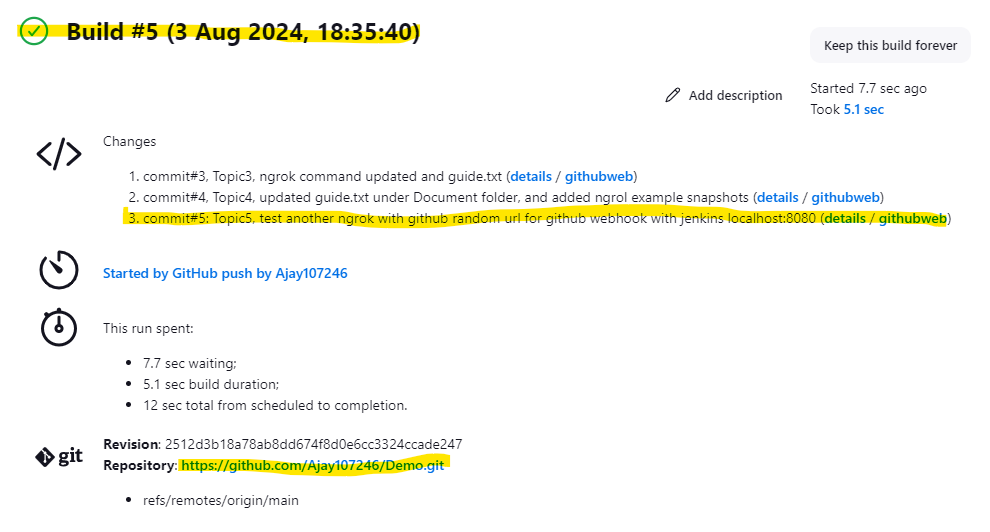 Build #5 (3 Aug 2024, 18:35:40)
Keep this build forever
Add description
Started 7.7 sec ago
Took 5.1 sec
Changes
1. commit#3, Topic3, ngrok command updated and guide.txt (details / githubweb)
2. commit#4, Topic4, updated guide.txt under Document folder, and added ngrol example snapshots (details / githubweb)
3. commit#5: Topic5, test another ngrok with github random url for github webhook with jenkins localhost:8080 (details / githubweb)
Started by GitHub push by Ajay107246
This run spent:
7.7 sec waiting;
5.1 sec build duration;
12 sec total from scheduled to completion.
git
Revision: 2512d3b18a78ab8dd674f8d0e6cc3324ccade247
Repository: https://github.com/Ajay107246/Demo.git
refs/remotes/origin/main